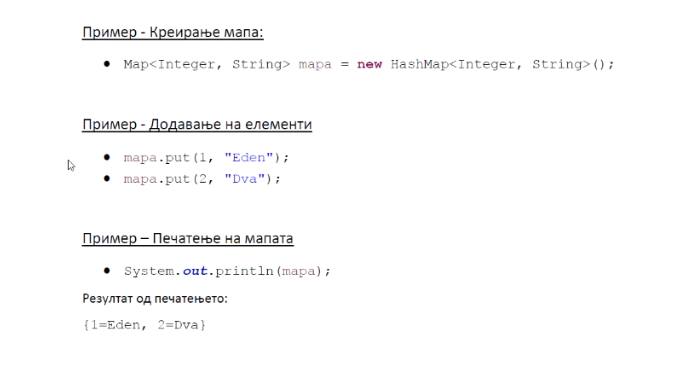 Пример - Креирање мапа:
● Map<Integer, String> mapa = new HashMap<Integer, String>();
Пример - Додавање на елементи
● mapa.put(1, "Eden");
● mapa.put(2, "Dva");
Пример – Печатење на мапата
● System.out.println(mapa);
Резултат од печатењето:
{1=Eden, 2=Dva}